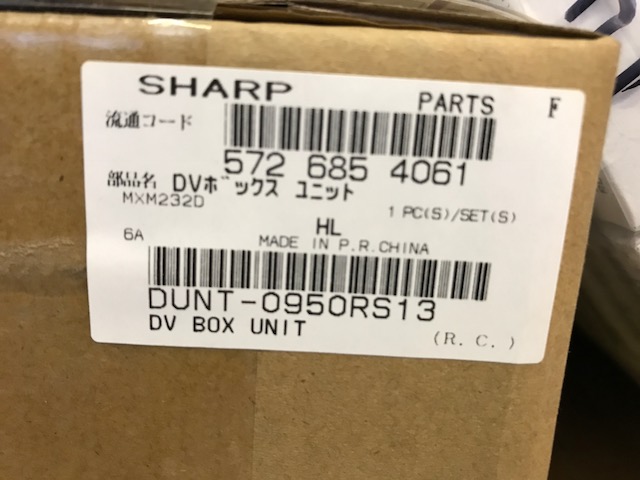 SHARP PARTS F
流通コード
572 685 4061
部品名 DVボックス ユニット
MXM232D 1 PC(S)/SET(S)
HL
6A MADE IN P.R.CHINA
DUNT-0950RS13
DV BOX UNIT (R.C.)